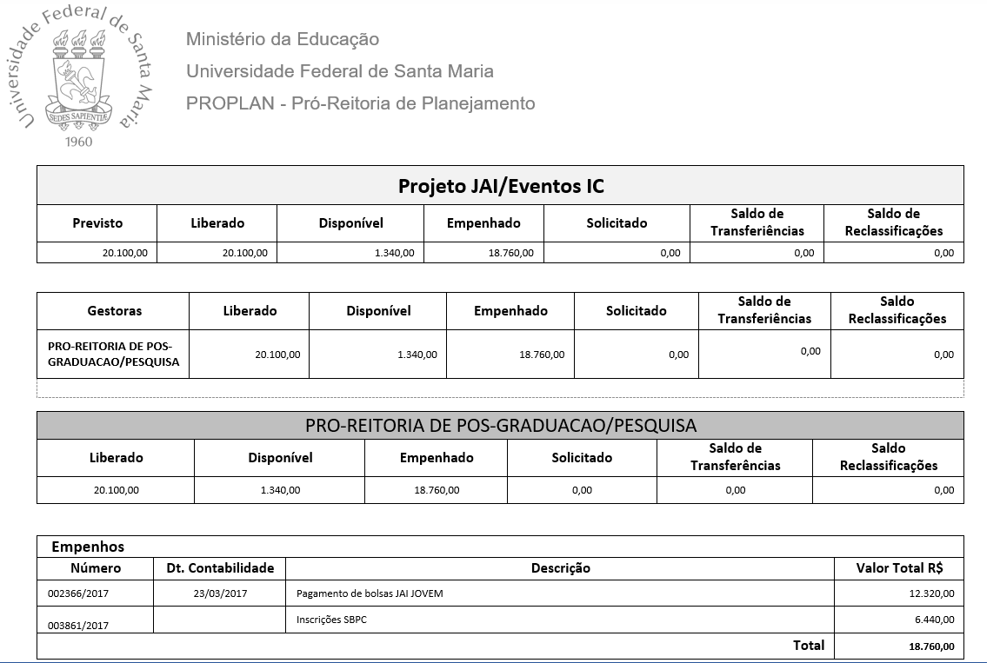 Universidade Federal de Santa Maria
SEDES SAPIENTIÆ
1960
Ministério da Educação
Universidade Federal de Santa Maria
PROPLAN - Pró-Reitoria de Planejamento
Projeto JAI/Eventos IC
Previsto Liberado Disponível Empenhado Solicitado Saldo de Transferiências Saldo de Reclassificações
20.100,00 20.100,00 1.340,00 18.760,00 0,00 0,00 0,00
Gestoras Liberado Disponível Empenhado Solicitado Saldo de Transferiências Saldo Reclassificações
PRO-REITORIA DE POS-
GRADUACAO/PESQUISA 20.100,00 1.340,00 18.760,00 0,00 0,00 0,00
PRO-REITORIA DE POS-GRADUACAO/PESQUISA
Liberado Disponível Empenhado Solicitado Saldo de Transferências Saldo Reclassificações
20.100,00 1.340,00 18.760,00 0,00 0,00 0,00
Empenhos
Número Dt. Contabilidade Descrição Valor Total R$
002366/2017 23/03/2017 Pagamento de bolsas JAI JOVEM 12.320,00
003861/2017 Inscrições SBPC 6.440,00
Total 18.760,00